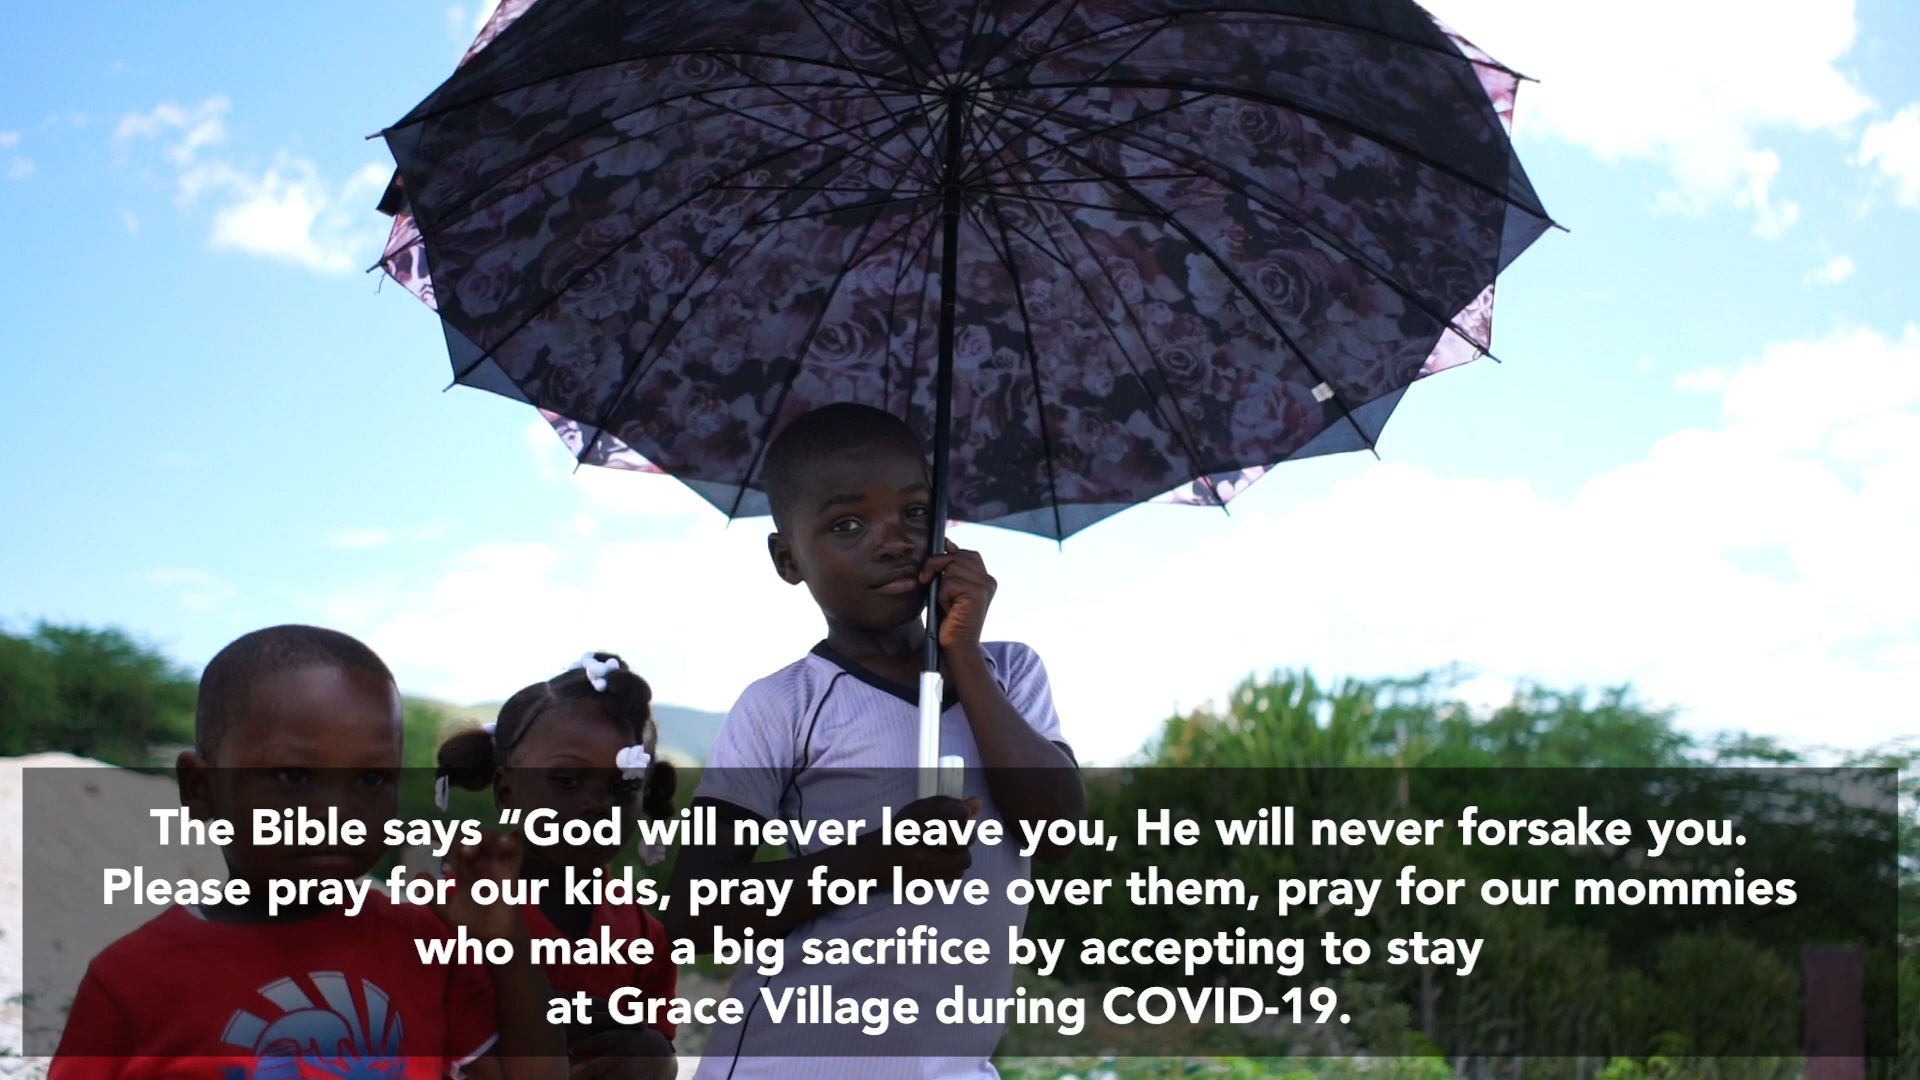 The Bible says “God will never leave you, He will never forsake you.
Please pray for our kids, pray for love over them, pray for our mommies
who make a big sacrifice by accepting to stay
at Grace Village during COVID-19.